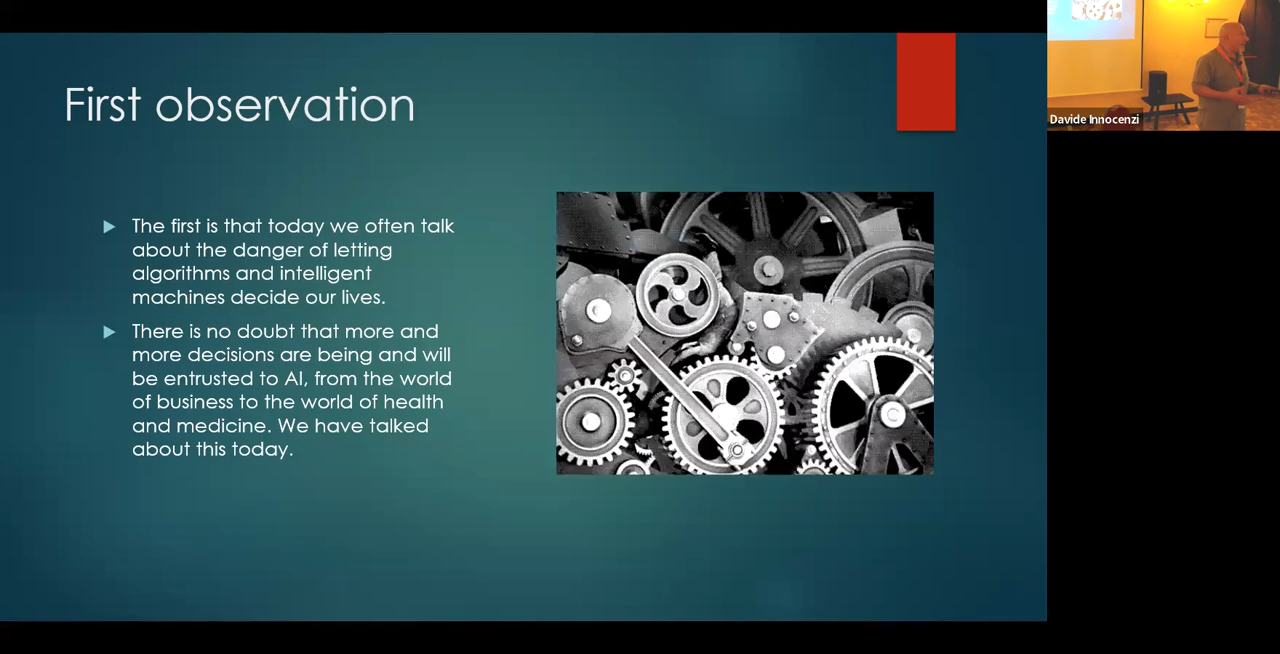 First observation
The first is that today we often talk
about the danger of letting
algorithms and intelligent
machines decide our lives.
There is no doubt that more and
more decisions are being and will
be entrusted to AI, from the world
of business to the world of health
and medicine. We have talked
about this today.
Davide Innocenzi